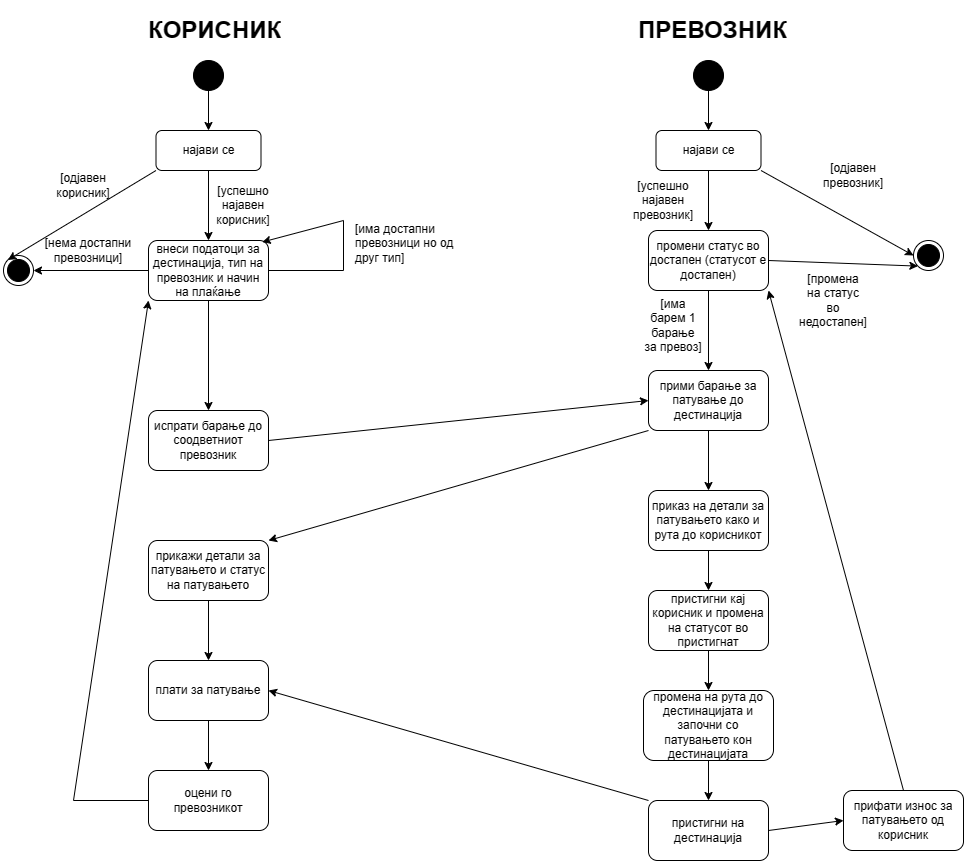 КОРИСНИК
ПРЕВОЗНИК
најави се
најави се
[одјавен
корисник]
[успешно
најавен
корисник]
[нема достапни
превозници]
[има достапни
превозници но од
друг тип]
внеси податоци за
дестинација, тип на
превозник и начин
на плаќање
[успешно
најавен
превозник]
[одјавен
превозник]
промени статус во
достапен (статусот е
достапен)
[промена
на статус
во
недостапен]
[има
барем 1
барање
за превоз]
испрати барање до
соодветниот
превозник
прими барање за
патување до
дестинација
приказ на детали за
патувањето како и
рута до корисникот
прикажи детали за
патувањето и статус
на патувањето
пристигни кај
корисник и промена
на статусот во
пристигнат
плати за патување
промена на рута до
дестинацијата и
започни со
патувањето кон
дестинацијата
оцени го
превозникот
пристигни на
дестинација
прифати износ за
патувањето од
корисник